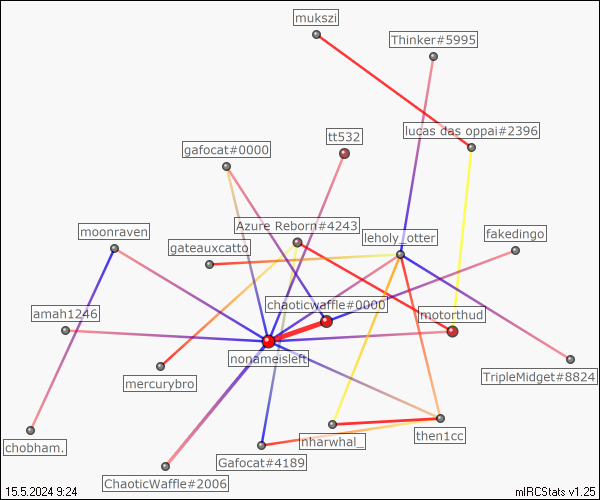 mukszi
Thinker#5995
lucas das oppai#2396
tt532
gafocat#0000
Azure Reborn#4243
moonraven
leholy_otter
fakedingo
gateauxcatto
chaoticwaffle#0000
amah1246
motorthud
nonameisleft
mercurybro
TripleMidget#8824
then1cc
nharwhal_
chobham.
Gafocat#4189
ChaoticWaffle#2006
15.5.2024 9:24
mIRCStats v1.25